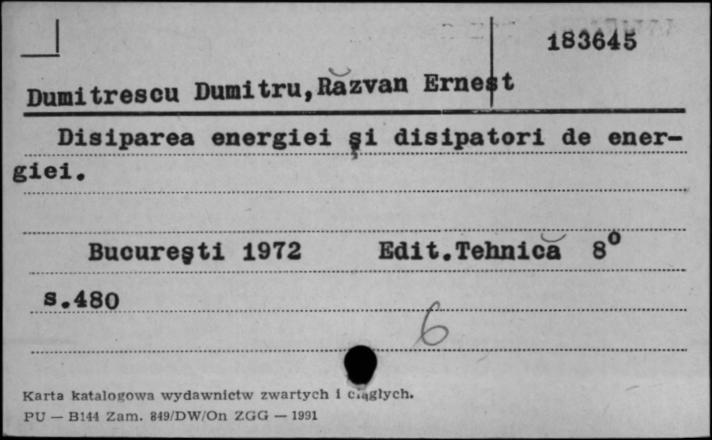 183645
Dumitrescu Dumitru, Răzvan Ernest
Disiparea energiei şi disipatori de ener-
giei.
Bucureşti 1972 Edit. Tehnică 8°
s.480
6
Karta katalogowa wydawnictw zwartych i ciągłych.
PU — B144 Zam. 849/DW/On ZGG — 1991